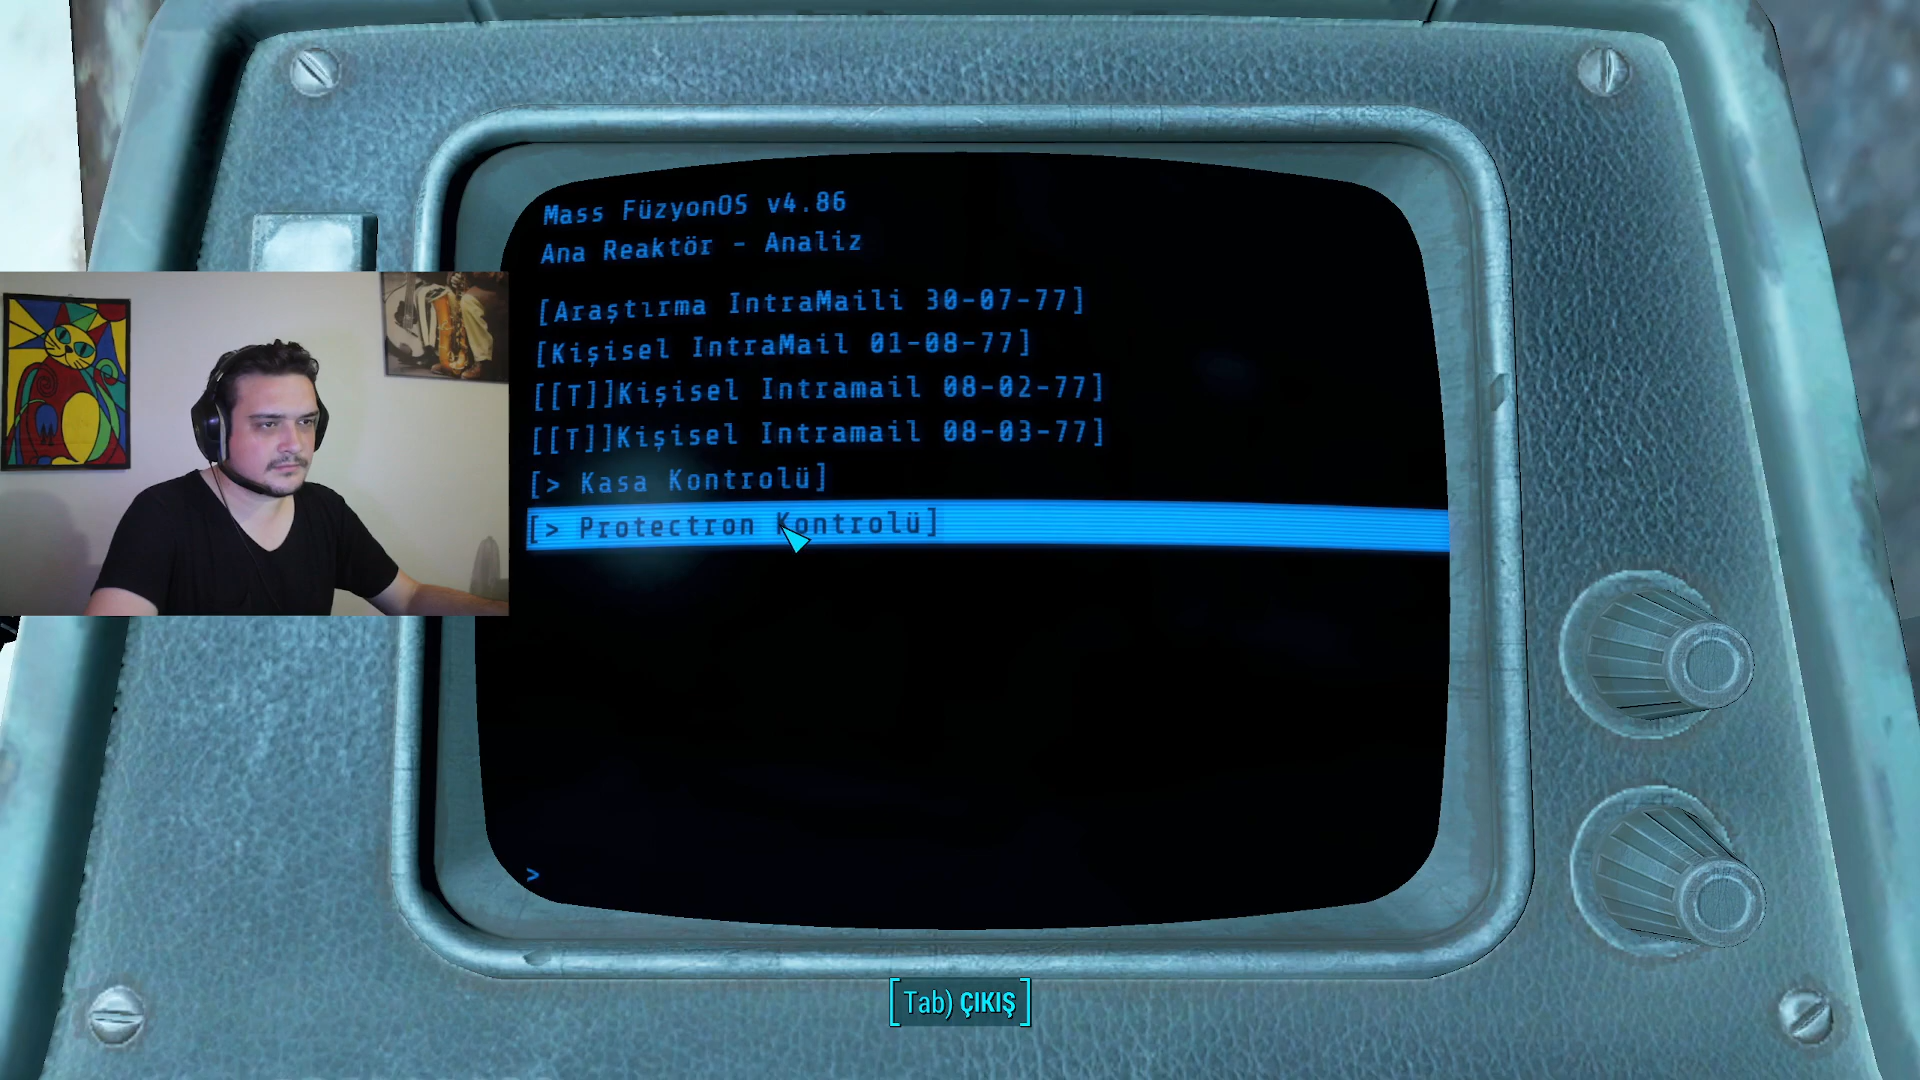 Mass FüzyonOS v4.86
Ana Reaktör - Analiz
[Araştırma IntraMaili 30-07-77]
[Kişisel IntraMail 01-08-77]
[[T]]Kişisel Intramail 08-02-77]
[[T]]Kişisel Intramail 08-03-77]
[> Kasa Kontrolü]
[> Protectron Kontrolü]
>
[Tab) ÇIKIŞ]